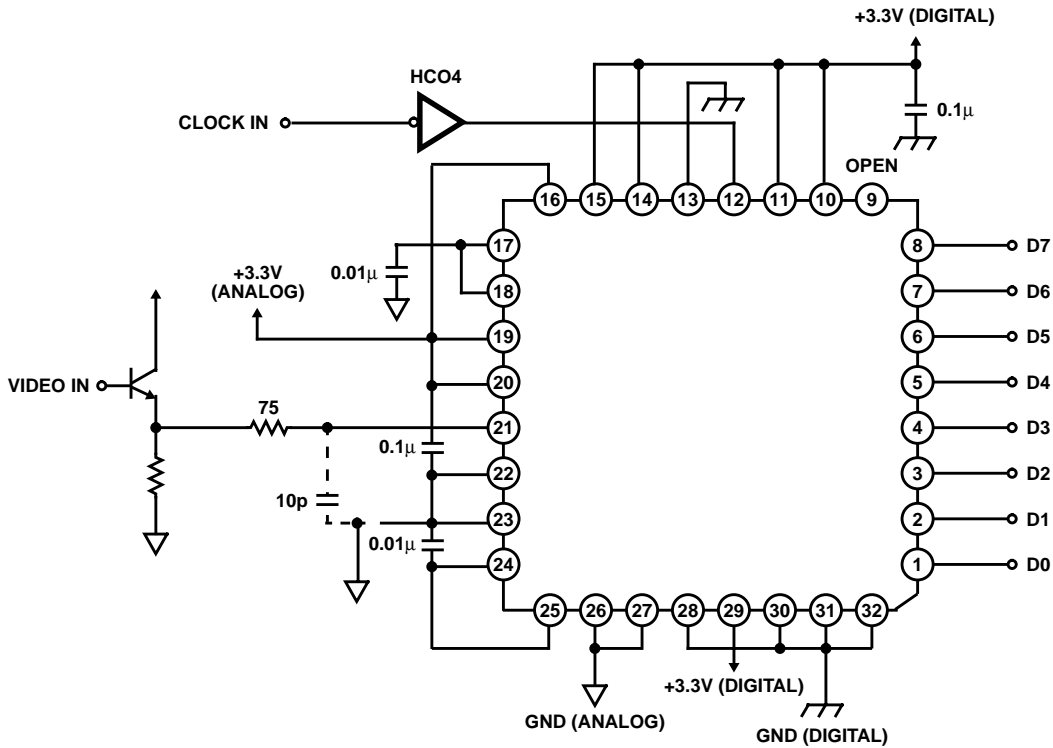 +3.3V (DIGITAL)
HCO4
CLOCK IN
0.1µ
OPEN
16
15
14
13
12
11
10
9
17
8
D7
0.01µ
+3.3V
(ANALOG)
18
7
D6
19
6
D5
VIDEO IN
20
5
D4
75
21
4
D3
0.1µ
22
3
D2
10p
23
2
D1
0.01µ
24
1
D0
25
26
27
28
29
30
31
32
+3.3V (DIGITAL)
GND (ANALOG)
GND (DIGITAL)